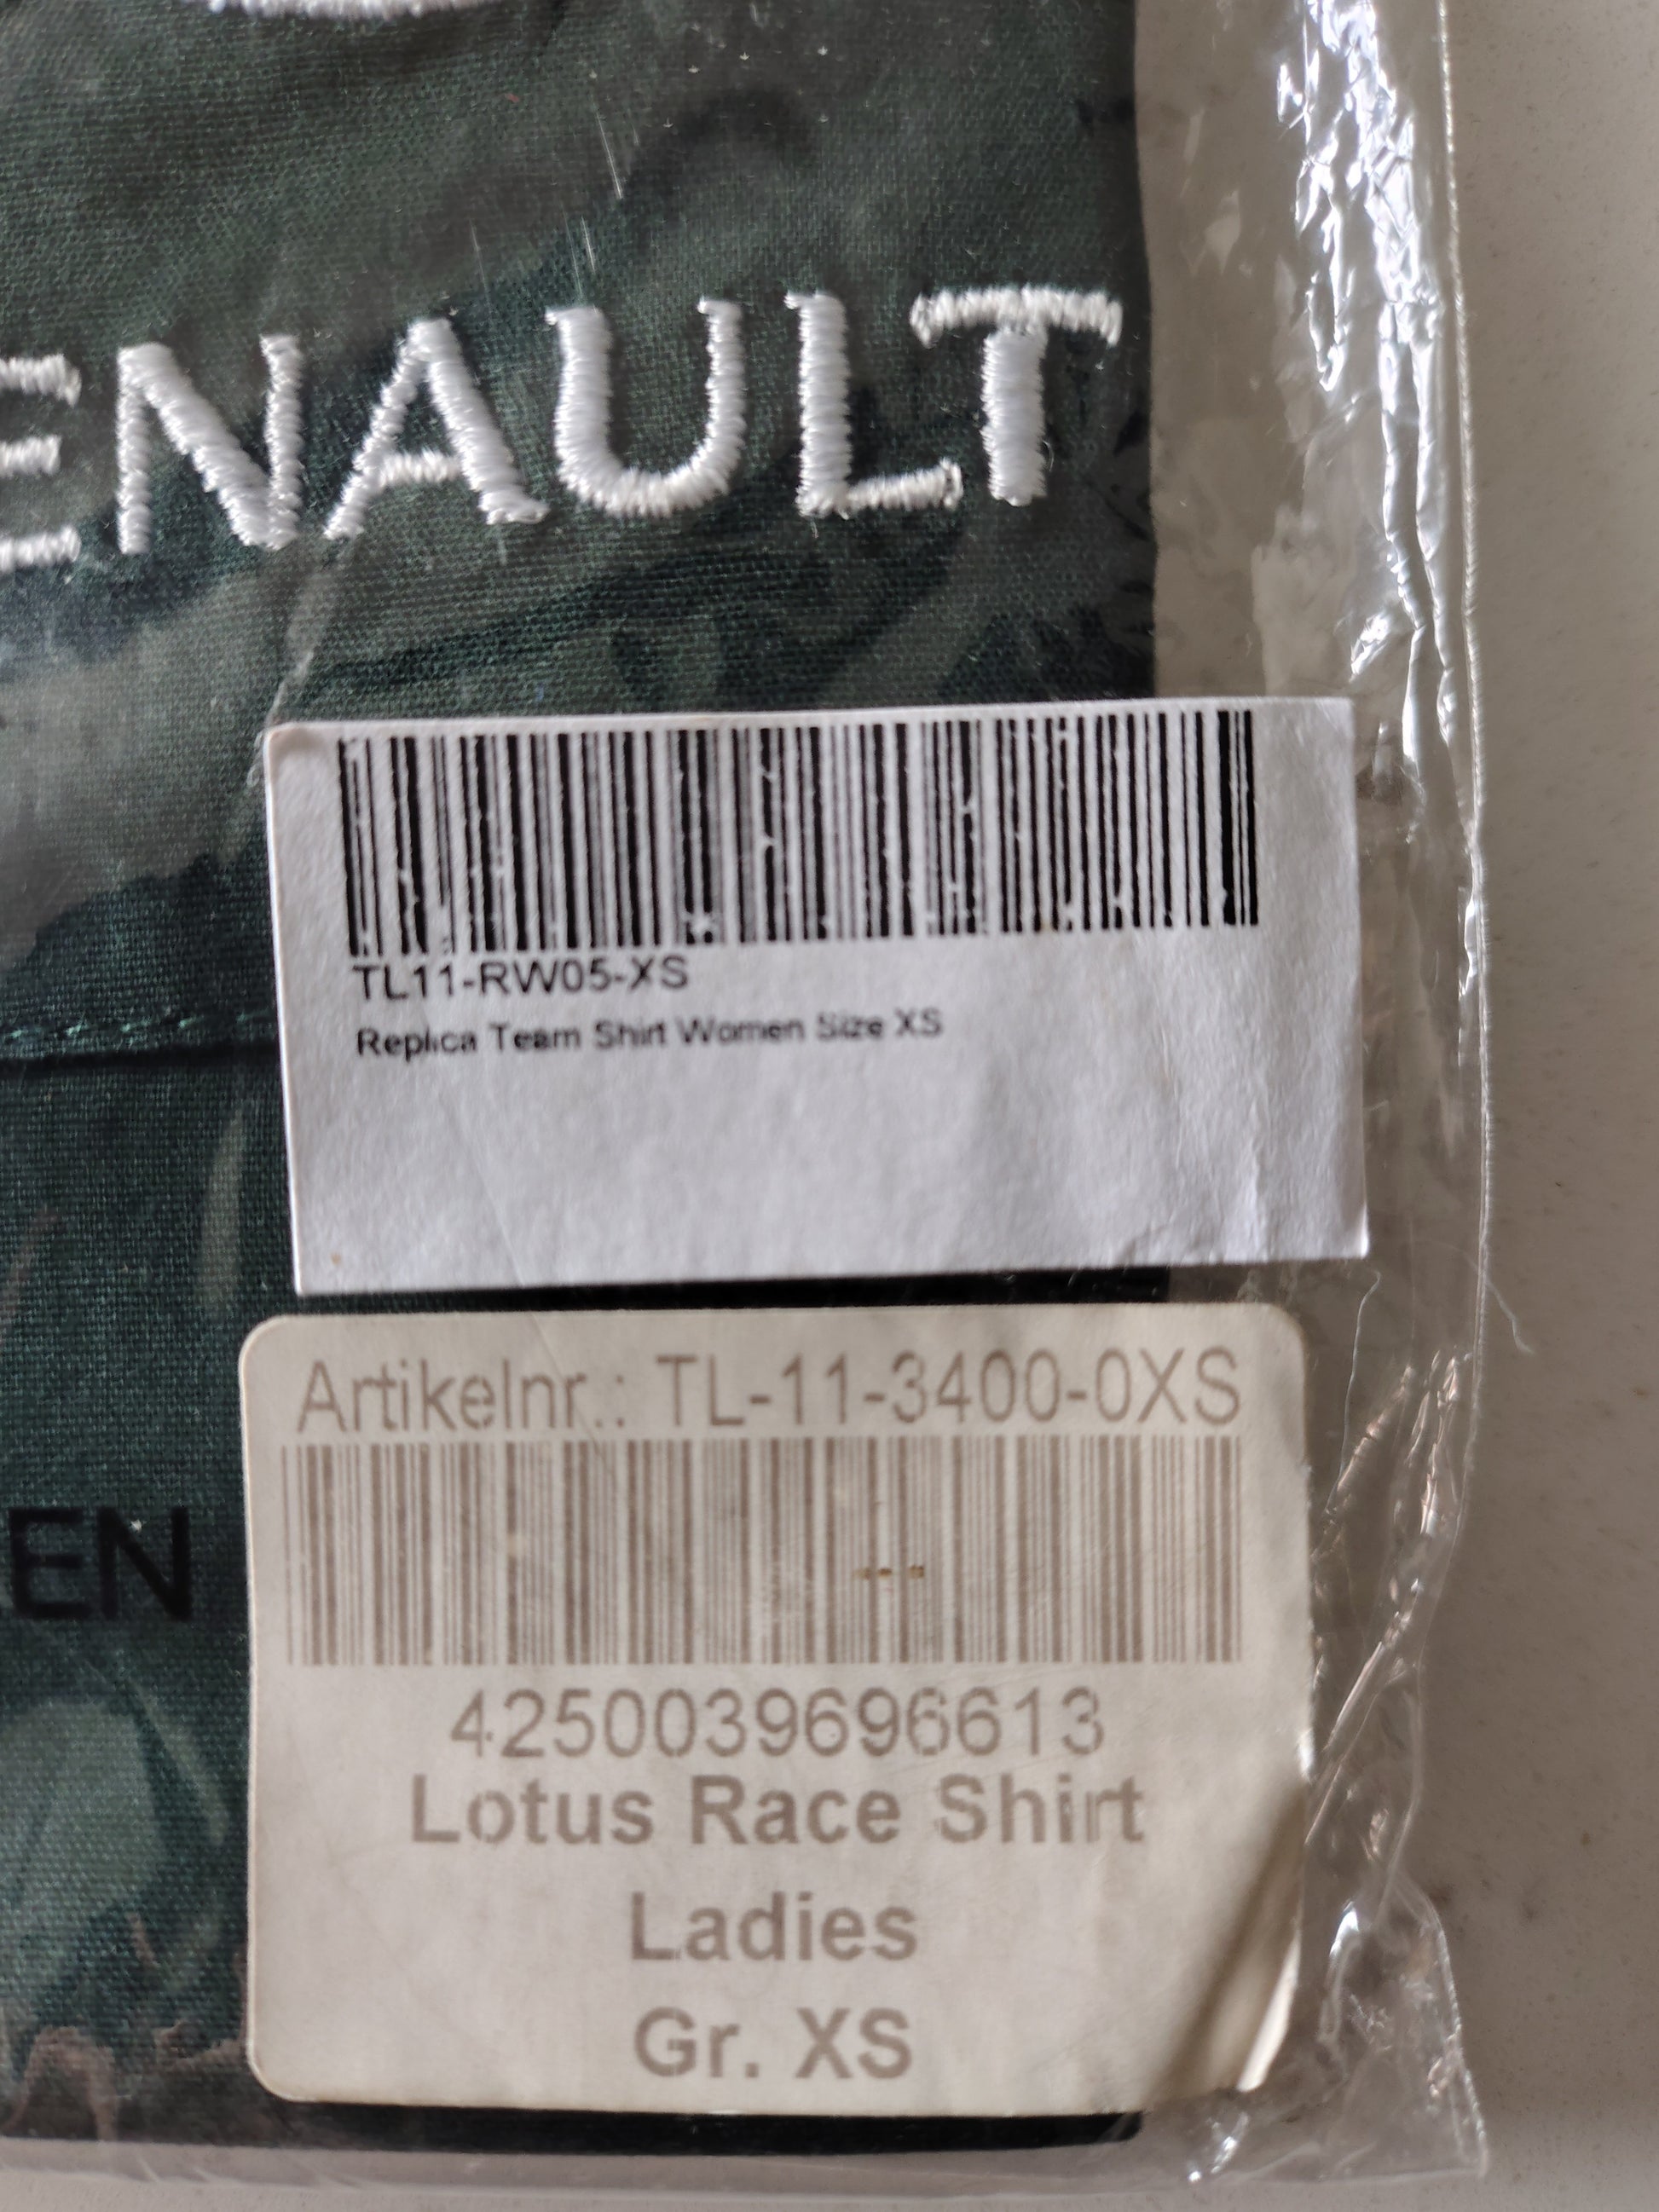 ENAULT
TL11-RW05-XS
Replica Team Shirt Women Size XS
Artikelnr.: TL-11-3400-0XS
EN
4250039696613
Lotus Race Shirt
Ladies
Gr. XS